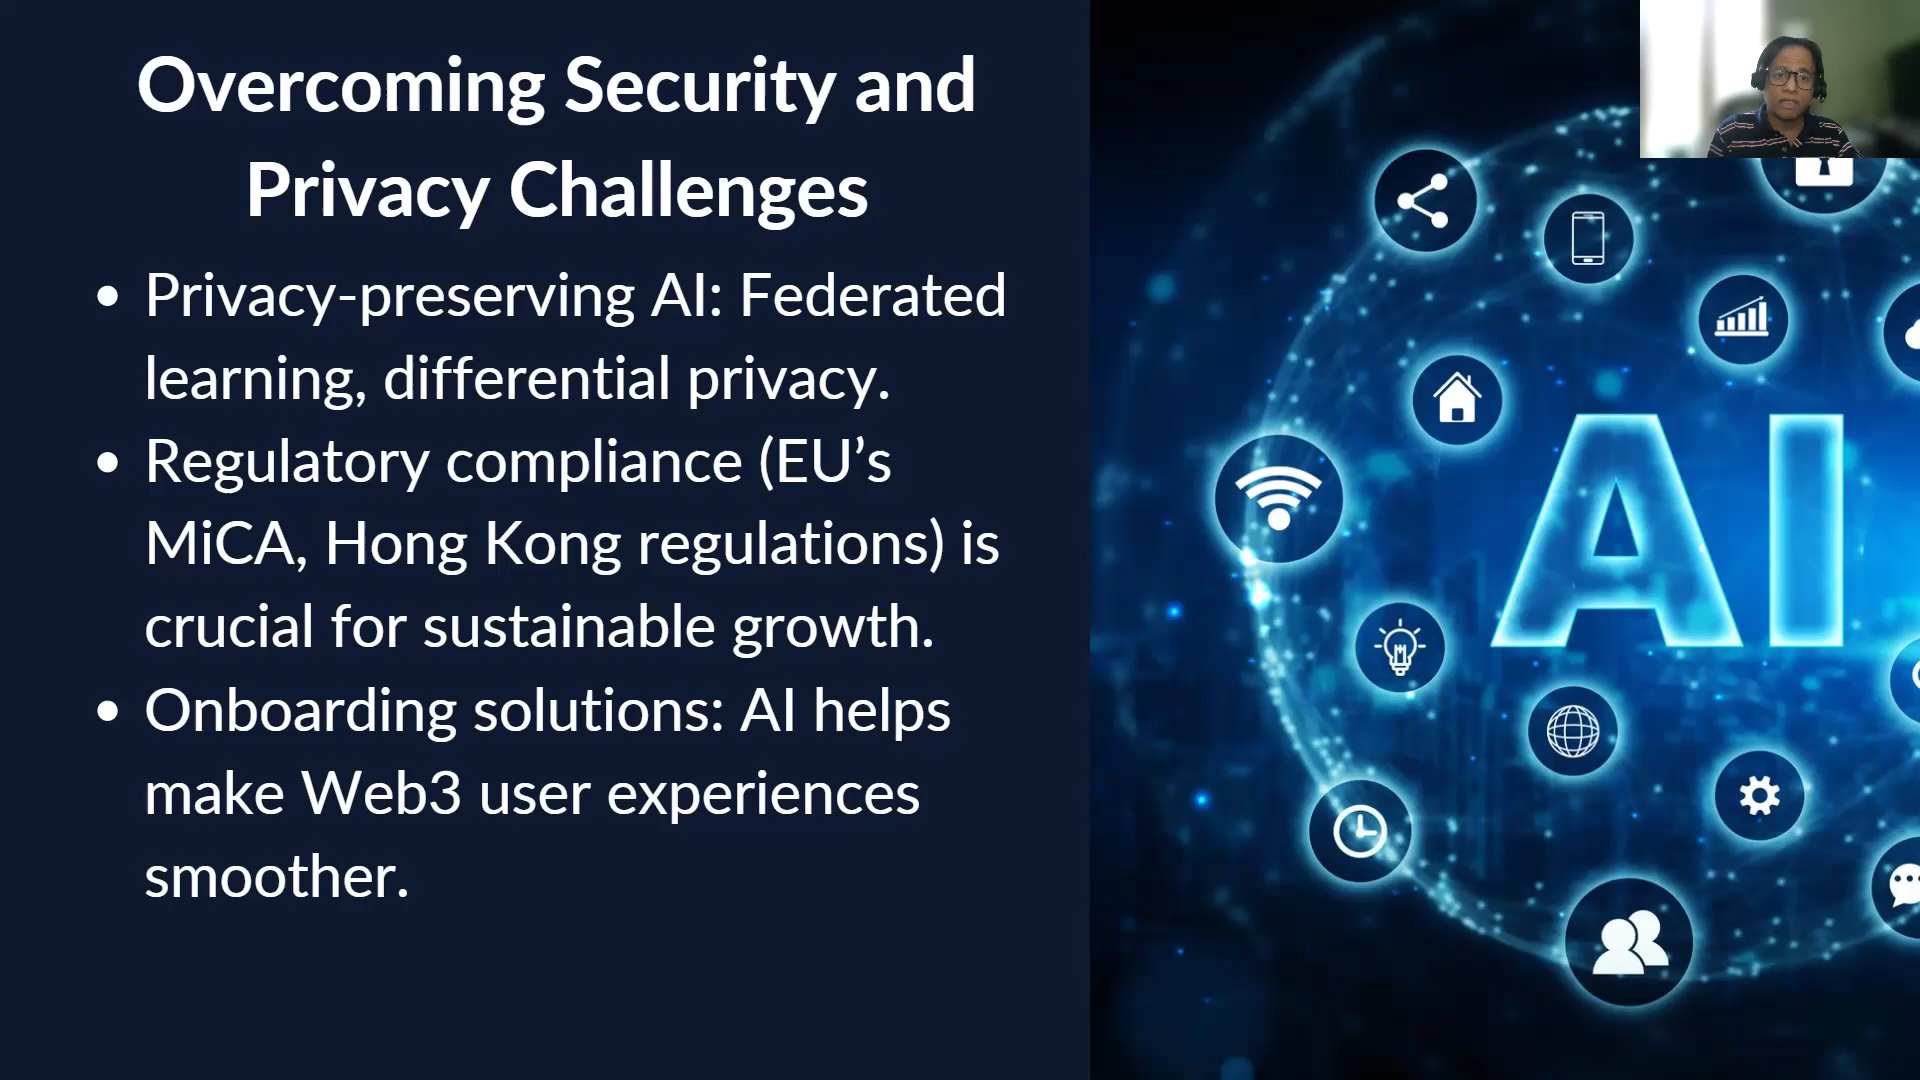 Overcoming Security and
Privacy Challenges
• Privacy-preserving AI: Federated
learning, differential privacy.
• Regulatory compliance (EU’s
MiCA, Hong Kong regulations) is
crucial for sustainable growth.
• Onboarding solutions: AI helps
make Web3 user experiences
smoother.
AI